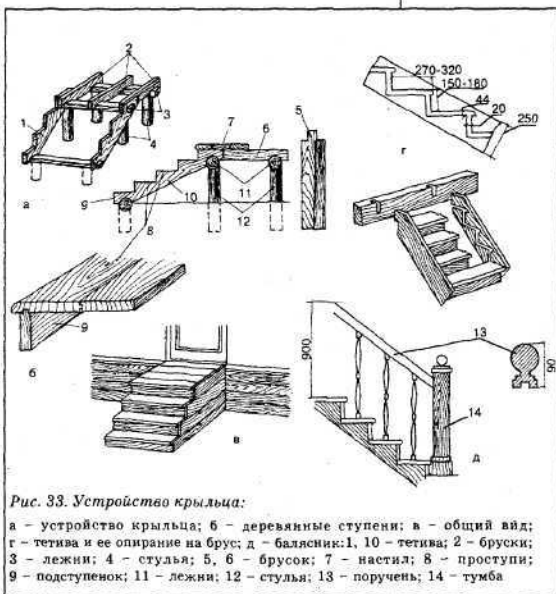 2
270-320
150-180
44
20
250
г
1
3
4
а
7
6
5
9
10
11
12
8
9
б
в
900
13
90
14
д
Рис. 33. Устройство крыльца:
а – устройство крыльца; б – деревянные ступени; в – общий вид;
г – тетива и ее опирание на брус; д – балясник:1, 10 – тетива; 2 – бруски;
3 – лежни; 4 – стулья; 5, 6 – брусок; 7 – настил; 8 – проступи;
9 – подступенок; 11 – лежни; 12 – стулья; 13 – поручень; 14 – тумба